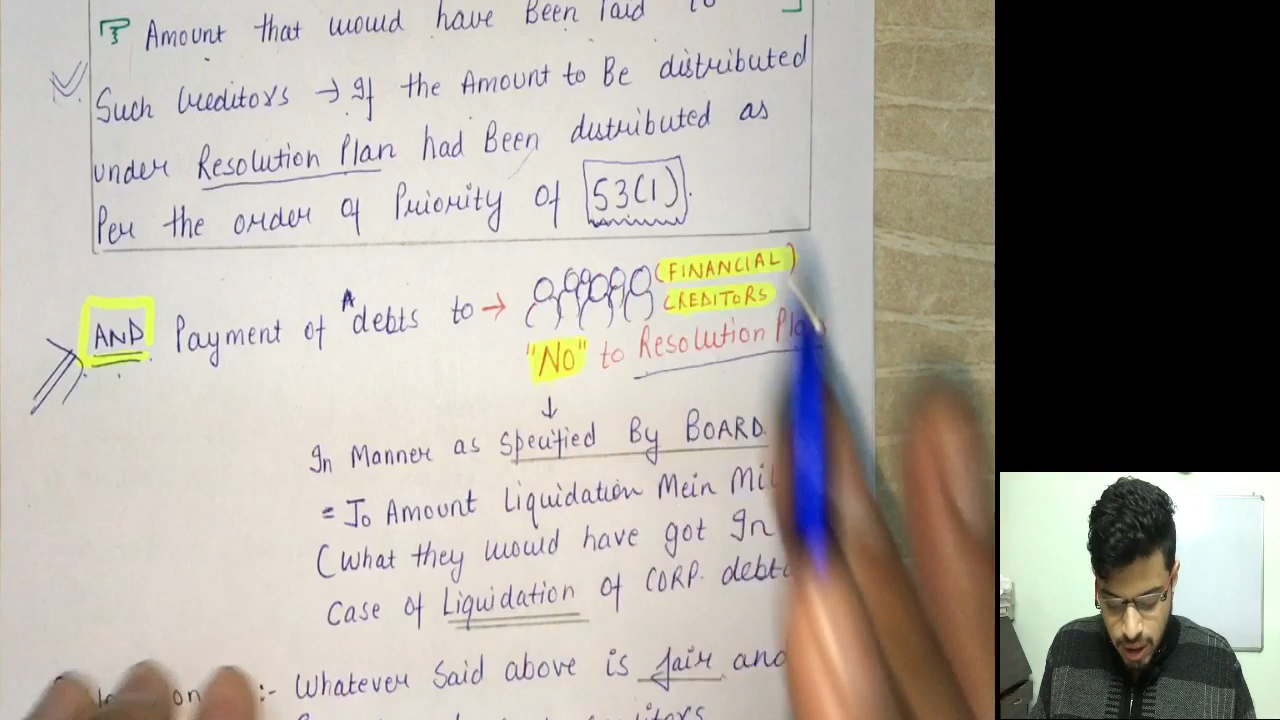 Amount that would have Been Paid to
Such Creditors → If the Amount to Be distributed
under Resolution Plan had Been distributed as
Per the order of Priority of 53(1).
AND Payment of debts to → (FINANCIAL)
CREDITORS
"No" to Resolution Plan
↓
In Manner as Specified By BOARD
= Jo Amount Liquidation Mein
(What they would have got In
Case of Liquidation of CORP.
:- Whatever Said above is fair and